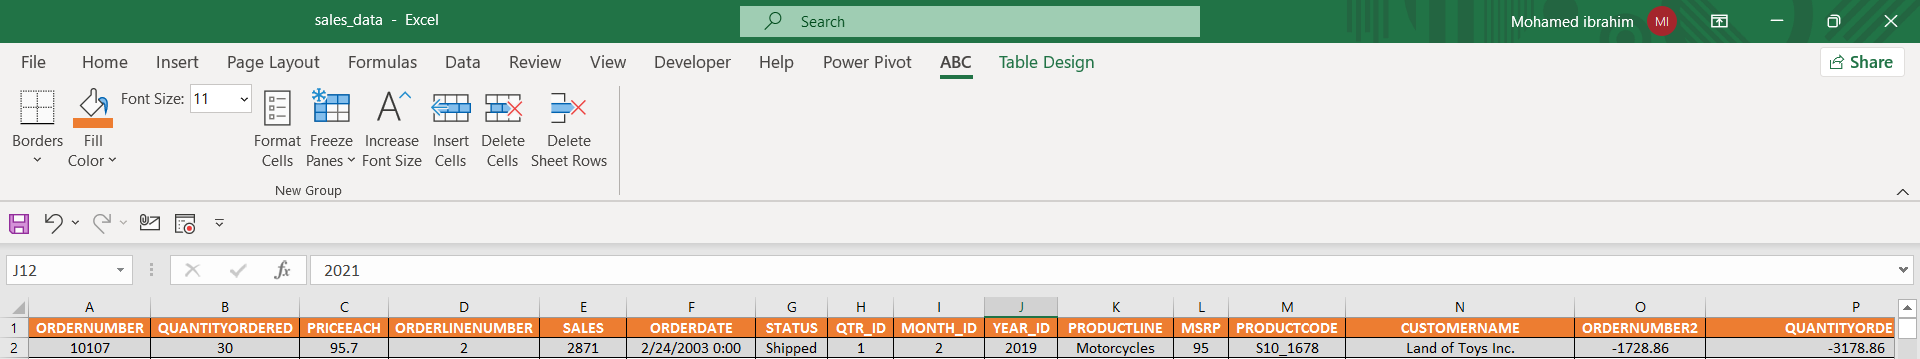 sales_data - Excel
Search
Mohamed ibrahim MI
File Home Insert Page Layout Formulas Data Review View Developer Help Power Pivot ABC Table Design Share
Borders
Fill Color
Font Size: 11
Format Cells
Freeze Panes
Increase Font Size
Insert Cells
Delete Cells
Delete Sheet Rows
New Group
J12 fx 2021
A B C D E F G H I J K L M N O P
1 ORDERNUMBER QUANTITYORDERED PRICEEACH ORDERLINENUMBER SALES ORDERDATE STATUS QTR_ID MONTH_ID YEAR_ID PRODUCTLINE MSRP PRODUCTCODE CUSTOMERNAME ORDERNUMBER2 QUANTITYORDE
2 10107 30 95.7 2 2871 2/24/2003 0:00 Shipped 1 2 2019 Motorcycles 95 S10_1678 Land of Toys Inc. -1728.86 -3178.86